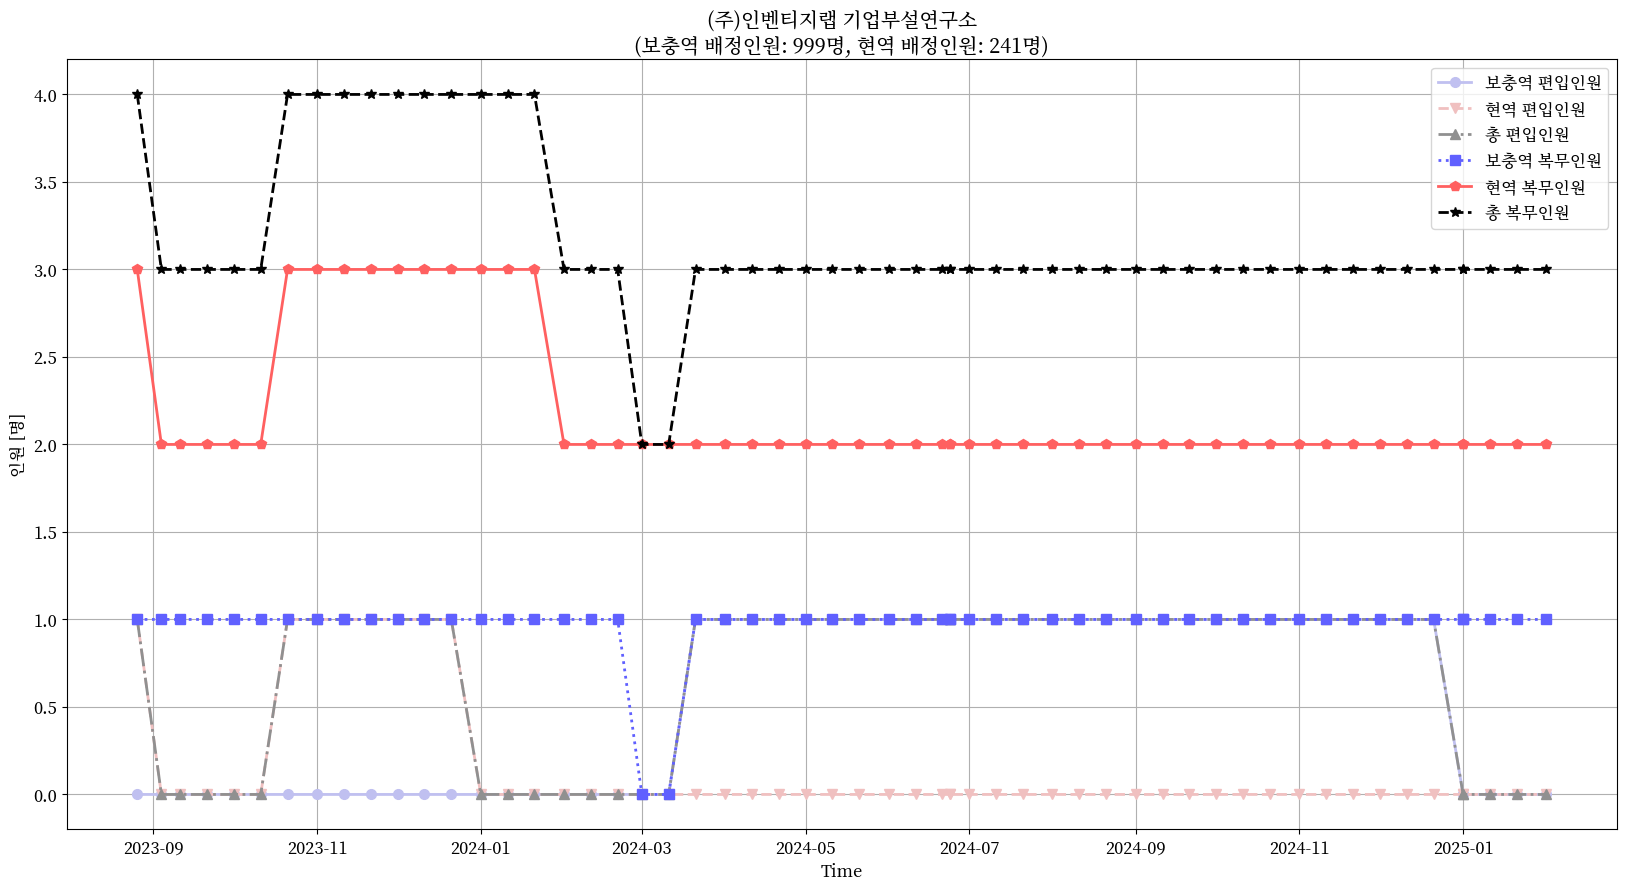 (주)인벤티지랩 기업부설연구소
(보충역 배정인원: 999명, 현역 배정인원: 241명)
보충역 편입인원
현역 편입인원
총 편입인원
보충역 복무인원
현역 복무인원
총 복무인원
인원 [명]
4.0
3.5
3.0
2.5
2.0
1.5
1.0
0.5
0.0
2023-09
2023-11
2024-01
2024-03
2024-05
2024-07
2024-09
2024-11
2025-01
Time